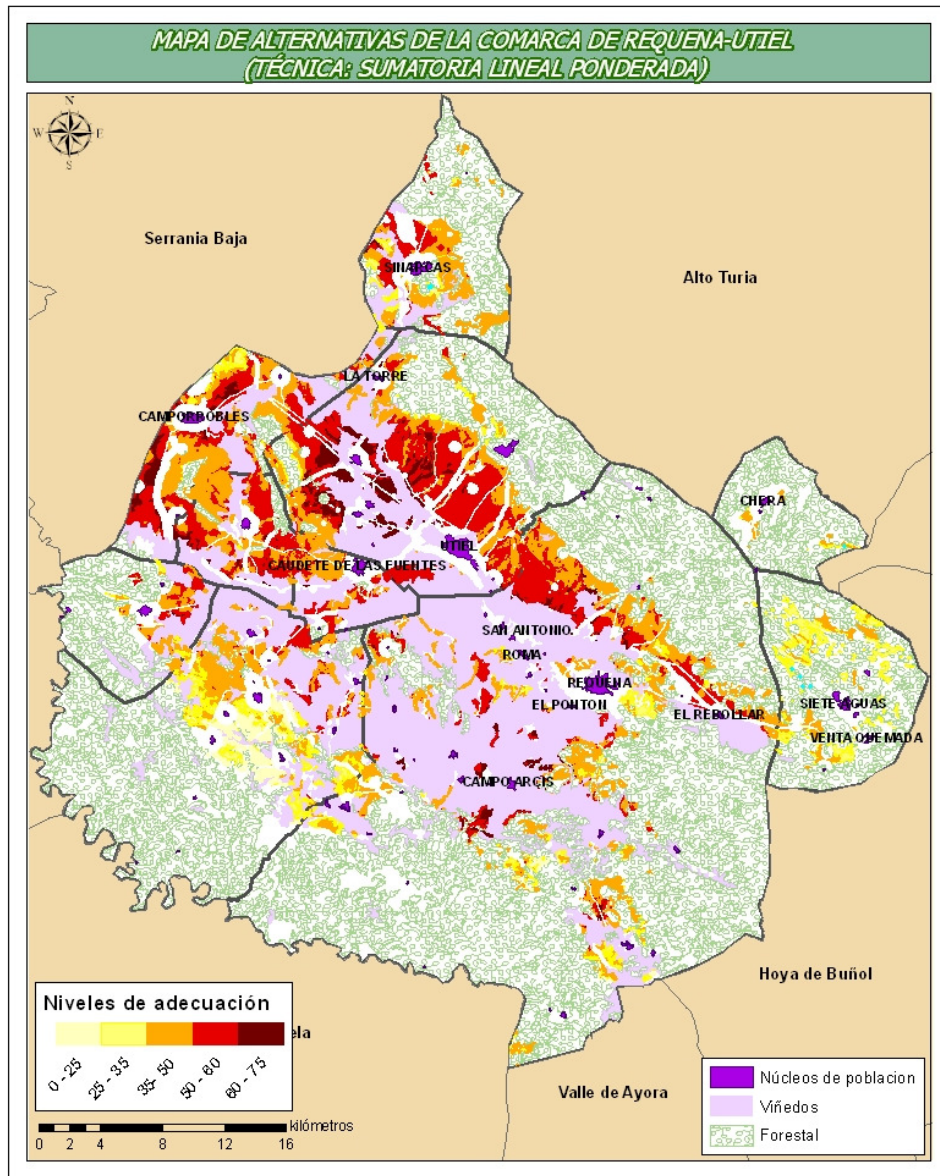 MAPA DE ALTERNATIVAS DE LA COMARCA DE REQUENA-UTIEL
(TÉCNICA: SUMATORIA LINEAL PONDERADA)
N
W E
S
Serrania Baja
Alto Turia
SINARCAS
LA TORRE
CAMPORROBLES
CHERA
UTIEL
CAUDETE DE LAS FUENTES
SAN ANTONIO.
ROMA
REQUENA
EL PONTON
EL REBOLLAR
SIETE AGUAS
VENTA QUEMADA
CAMPO ARCIS
Hoya de Buñol
Valle de Ayora
ela
Niveles de adecuación
0 - 25
25 - 35
35- 50
50 - 60
60 - 75
kilómetros
0 2 4 8 12 16
Núcleos de poblacion
Viñedos
Forestal